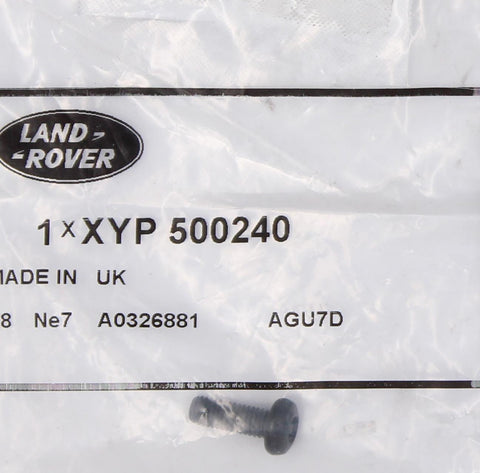 LAND-
-ROVER
1 x XYP 500240
MADE IN UK
8 Ne7 A0326881 AGU7D